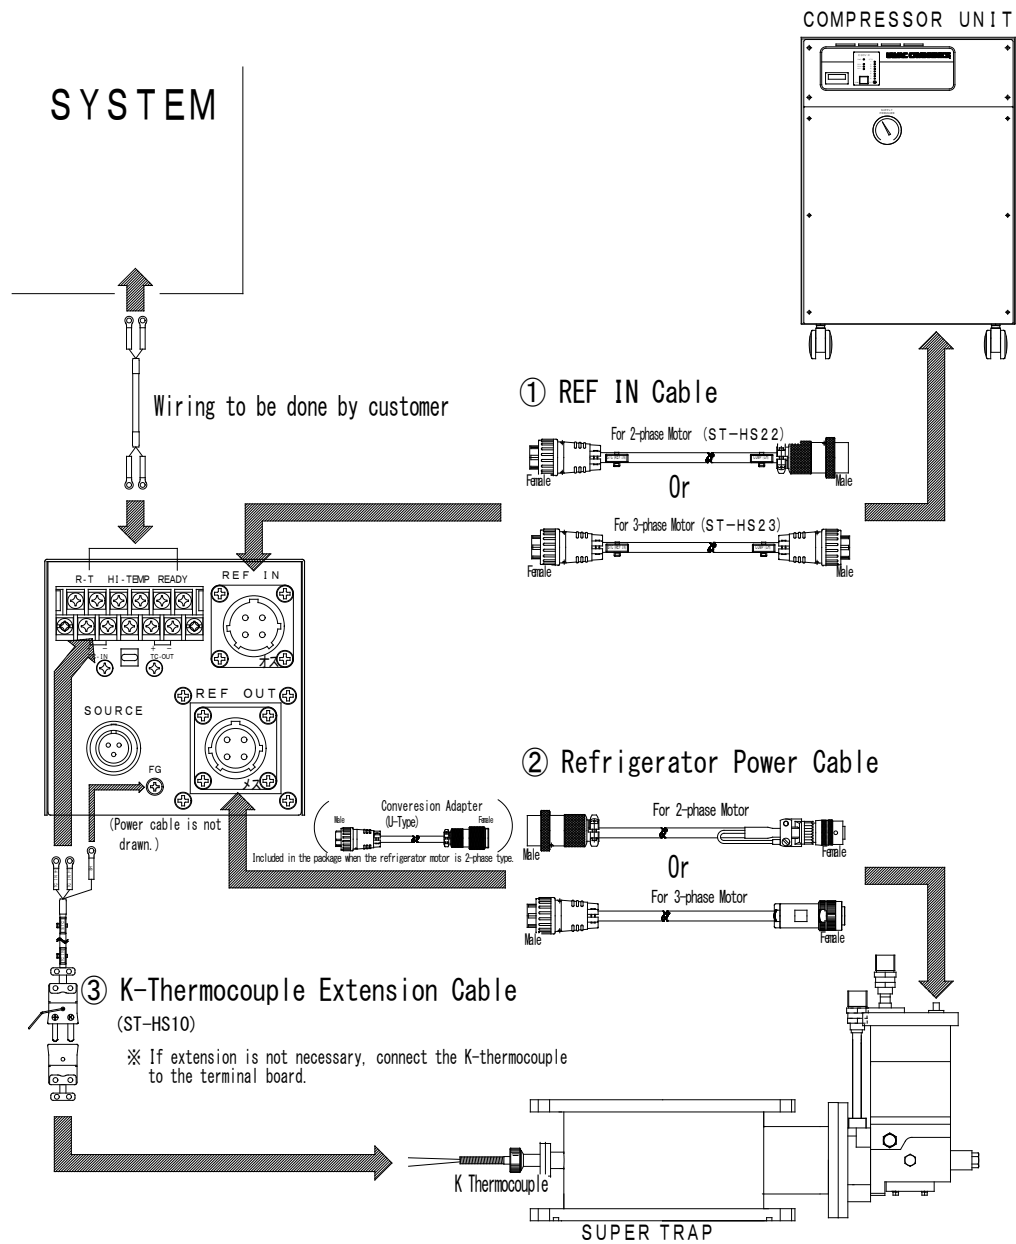 COMPRESSOR UNIT
SYSTEM
Wiring to be done by customer
① REF IN Cable
For 2-phase Motor (ST-HS22)
Female
Male
Or
For 3-phase Motor (ST-HS23)
Female
Male
R-T HI-TEMP READY
REF IN
オス
+ - + -
TC-OUT
REF OUT
メス
SOURCE
FG
(Power cable is not
drawn.)
Converesion Adapter
(U-Type)
Male
Female
Included in the package when the refrigerator motor is 2-phase type.
② Refrigerator Power Cable
For 2-phase Motor
Male
Female
Or
For 3-phase Motor
Male
Female
③ K-Thermocouple Extension Cable
(ST-HS10)
※ If extension is not necessary, connect the K-thermocouple
to the terminal board.
K Thermocouple
SUPER TRAP